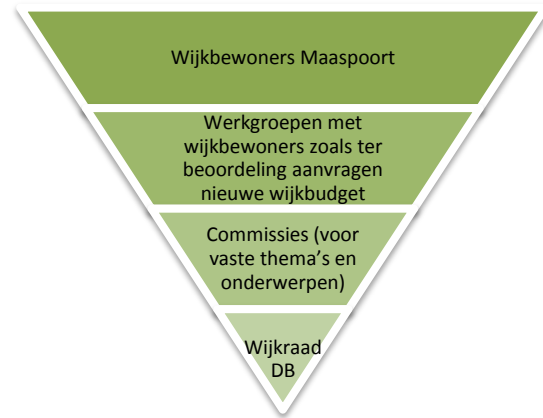 Wijkbewoners Maaspoort
Werkgroepen met
wijkbewoners zoals ter
beoordeling aanvragen
nieuwe wijkbudget
Commissies (voor
vaste thema's en
onderwerpen)
Wijkraad
DB